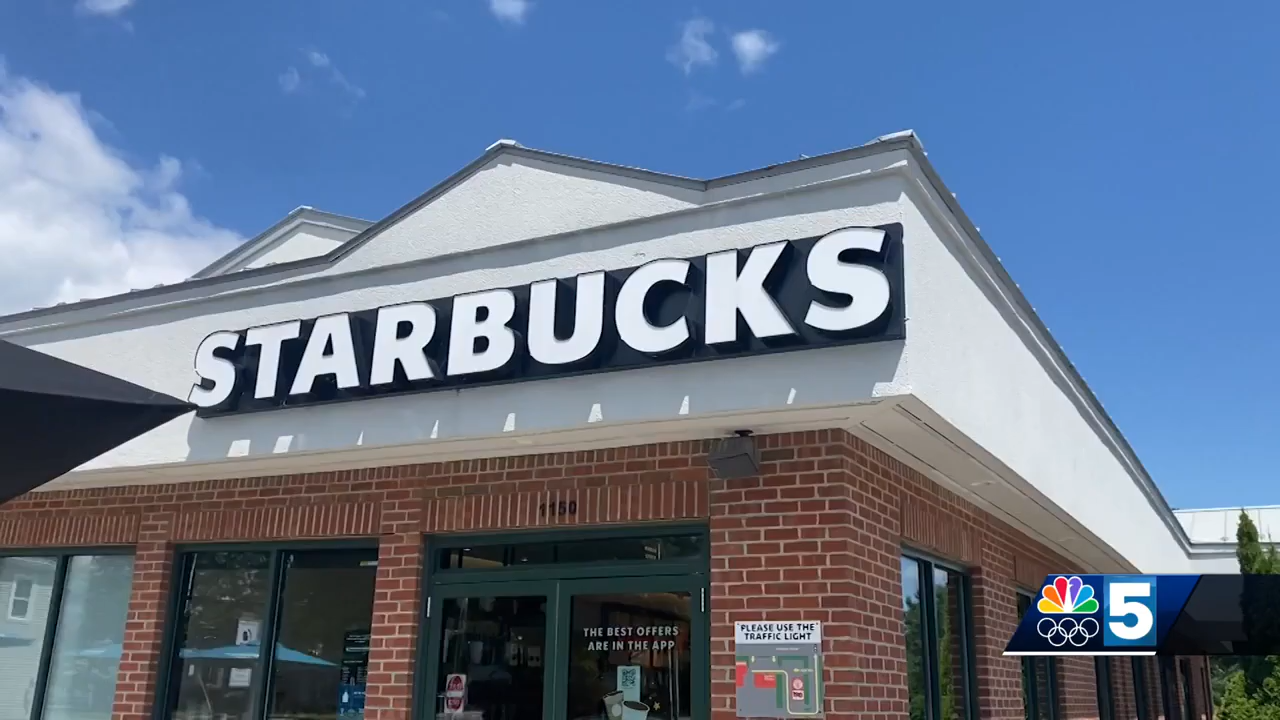 STARBUCKS
1150
THE BEST OFFERS
ARE IN THE APP
PLEASE USE THE
TRAFFIC LIGHT
5